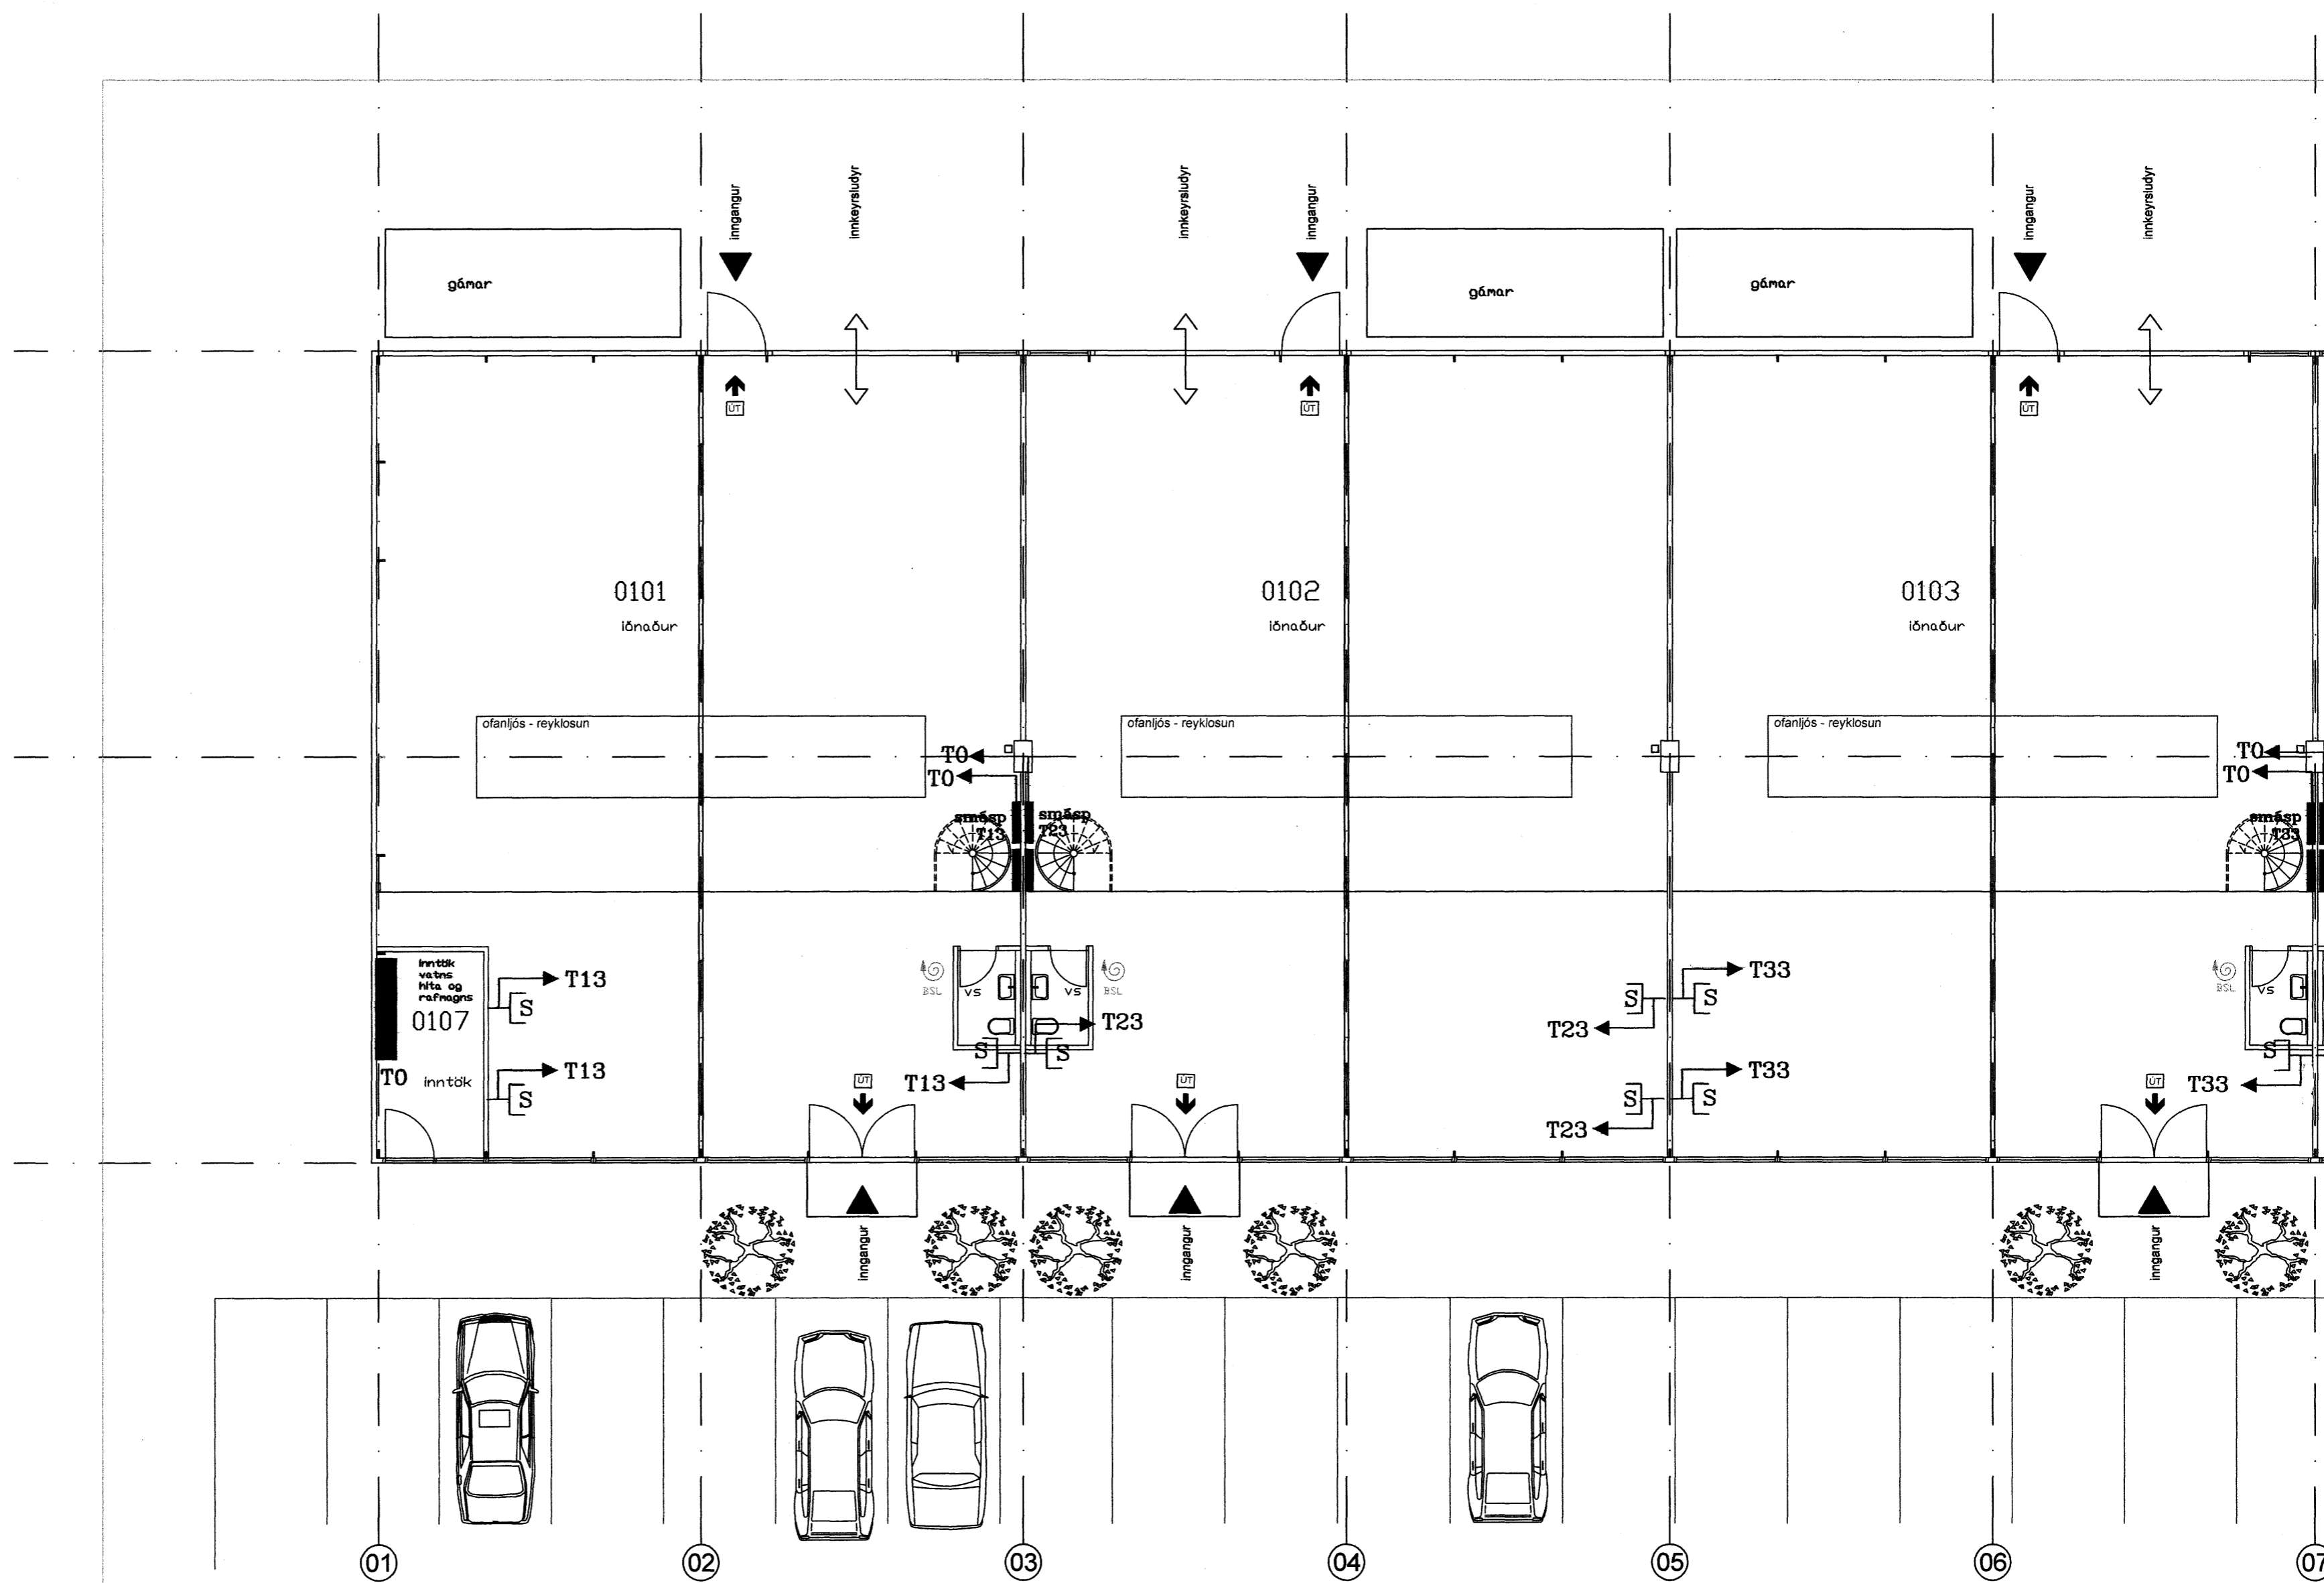 inngangur
innkeyrsludyr
innkeyrsludyr
inngangur
inngangur
innkeyrsludyr
gámar
gámar
gámar
ÚT
ÚT
ÚT
0101
iðnaður
0102
iðnaður
0103
iðnaður
ofanljós - reyklosun
ofanljós - reyklosun
ofanljós - reyklosun
T0
T0
T0
T0
smásp
T13
smásp
T23
smásp
T33
inntök
vatns
hita og
rafmagns
0107
T0
inntök
T13
S
T13
S
BSL
vs
vs
BSL
T23
S
S
T13
T33
S
S
T23
T33
S
S
T23
BSL
vs
S
T33
ÚT
ÚT
ÚT
inngangur
inngangur
inngangur
01
02
03
04
05
06
07